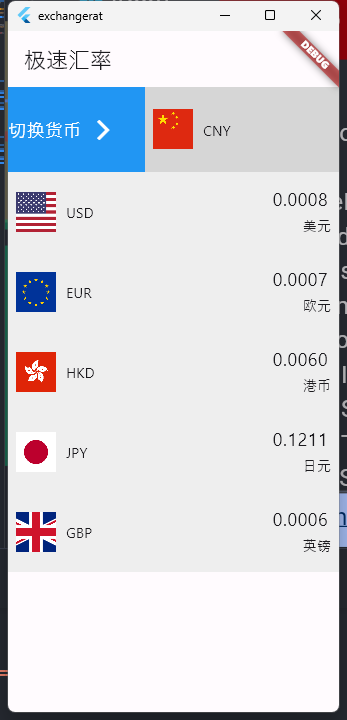 exchangerat
极速汇率
DEBUG
切换货币
CNY
USD
0.0008
美元
EUR
0.0007
欧元
HKD
0.0060
港币
JPY
0.1211
日元
GBP
0.0006
英镑